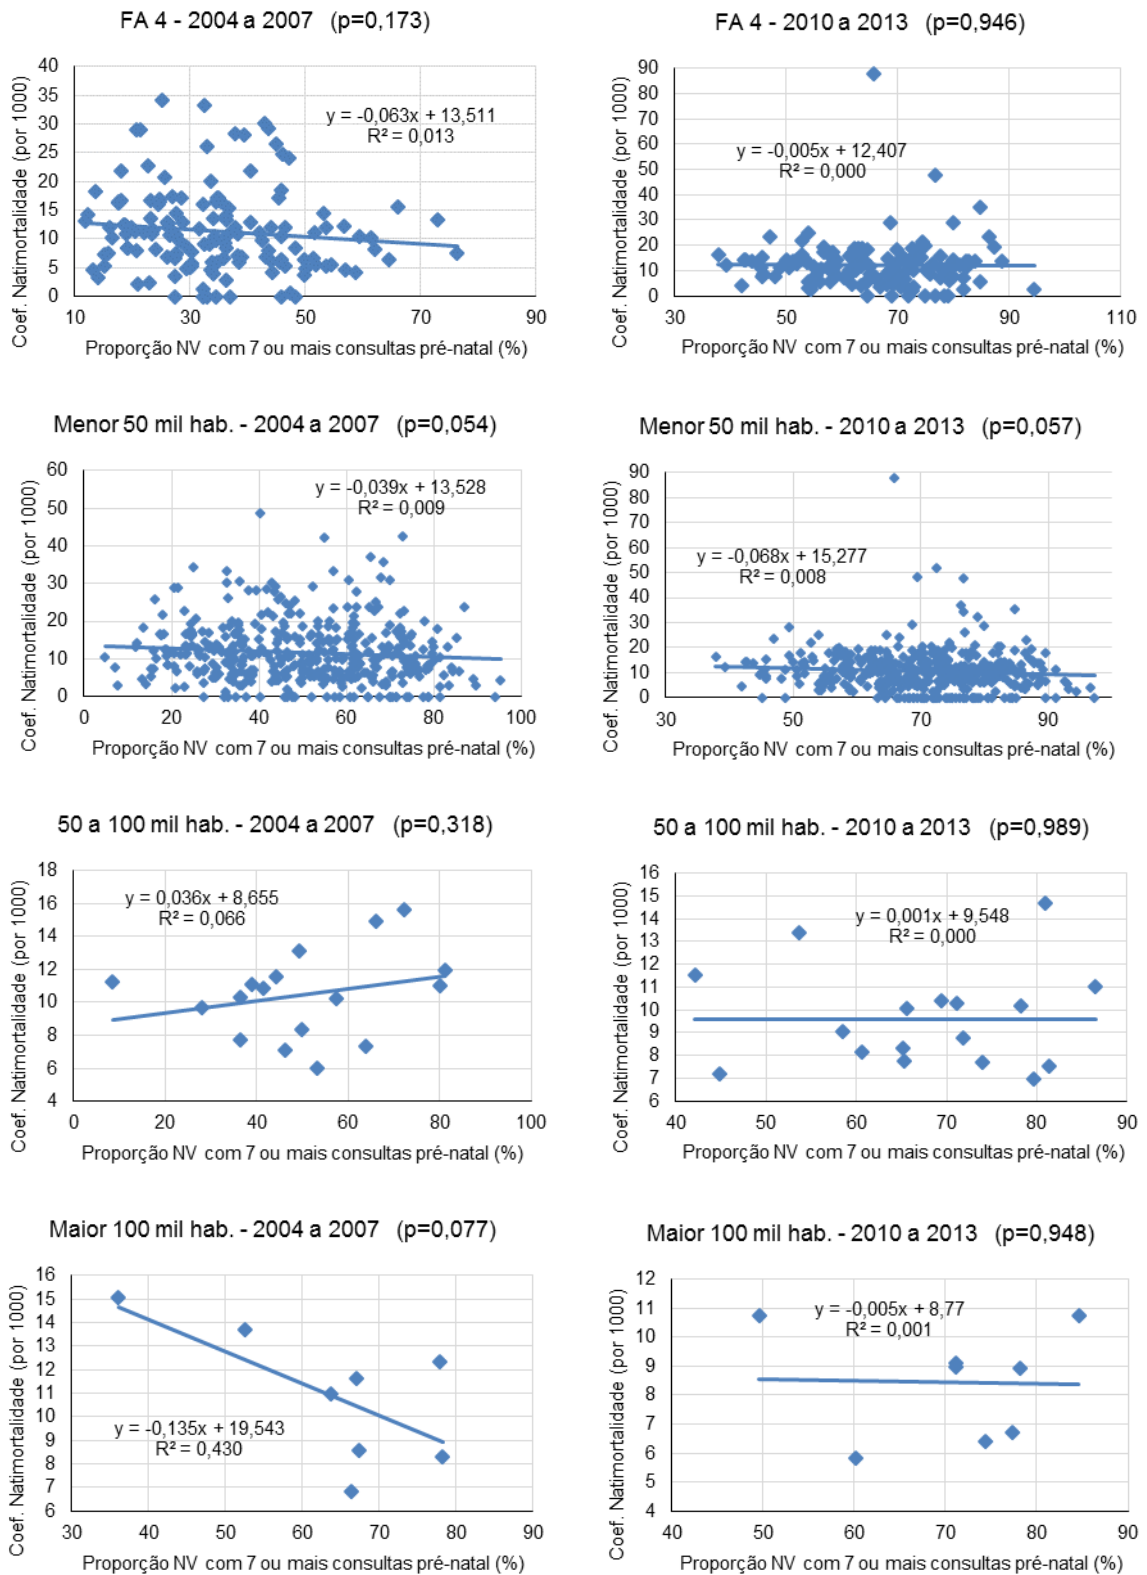 FA 4 - 2004 a 2007 (p=0,173)
Coef. Natimortalidade (por 1000)
40
35
30
25
20
15
10
5
0
y = -0,063x + 13,511
R² = 0,013
10 30 50 70 90
Proporção NV com 7 ou mais consultas pré-natal (%)
FA 4 - 2010 a 2013 (p=0,946)
Coef. Natimortalidade (por 1000)
90
80
70
60
50
40
30
20
10
0
y = -0,005x + 12,407
R² = 0,000
30 50 70 90 110
Proporção NV com 7 ou mais consultas pré-natal (%)
Menor 50 mil hab. - 2004 a 2007 (p=0,054)
Coef. Natimortalidade (por 1000)
60
50
40
30
20
10
0
y = -0,039x + 13,528
R² = 0,009
0 20 40 60 80 100
Proporção NV com 7 ou mais consultas pré-natal (%)
Menor 50 mil hab. - 2010 a 2013 (p=0,057)
Coef. Natimortalidade (por 1000)
90
80
70
60
50
40
30
20
10
0
y = -0,068x + 15,277
R² = 0,008
30 50 70 90
Proporção NV com 7 ou mais consultas pré-natal (%)
50 a 100 mil hab. - 2004 a 2007 (p=0,318)
Coef. Natimortalidade (por 1000)
18
16
14
12
10
8
6
4
y = 0,036x + 8,655
R² = 0,066
0 20 40 60 80 100
Proporção NV com 7 ou mais consultas pré-natal (%)
50 a 100 mil hab. - 2010 a 2013 (p=0,989)
Coef. Natimortalidade (por 1000)
16
15
14
13
12
11
10
9
8
7
6
y = 0,001x + 9,548
R² = 0,000
40 50 60 70 80 90
Proporção NV com 7 ou mais consultas pré-natal (%)
Maior 100 mil hab. - 2004 a 2007 (p=0,077)
Coef. Natimortalidade (por 1000)
16
15
14
13
12
11
10
9
8
7
6
y = -0,135x + 19,543
R² = 0,430
30 40 50 60 70 80 90
Proporção NV com 7 ou mais consultas pré-natal (%)
Maior 100 mil hab. - 2010 a 2013 (p=0,948)
Coef. Natimortalidade (por 1000)
12
11
10
9
8
7
6
5
4
y = -0,005x + 8,77
R² = 0,001
40 50 60 70 80 90
Proporção NV com 7 ou mais consultas pré-natal (%)